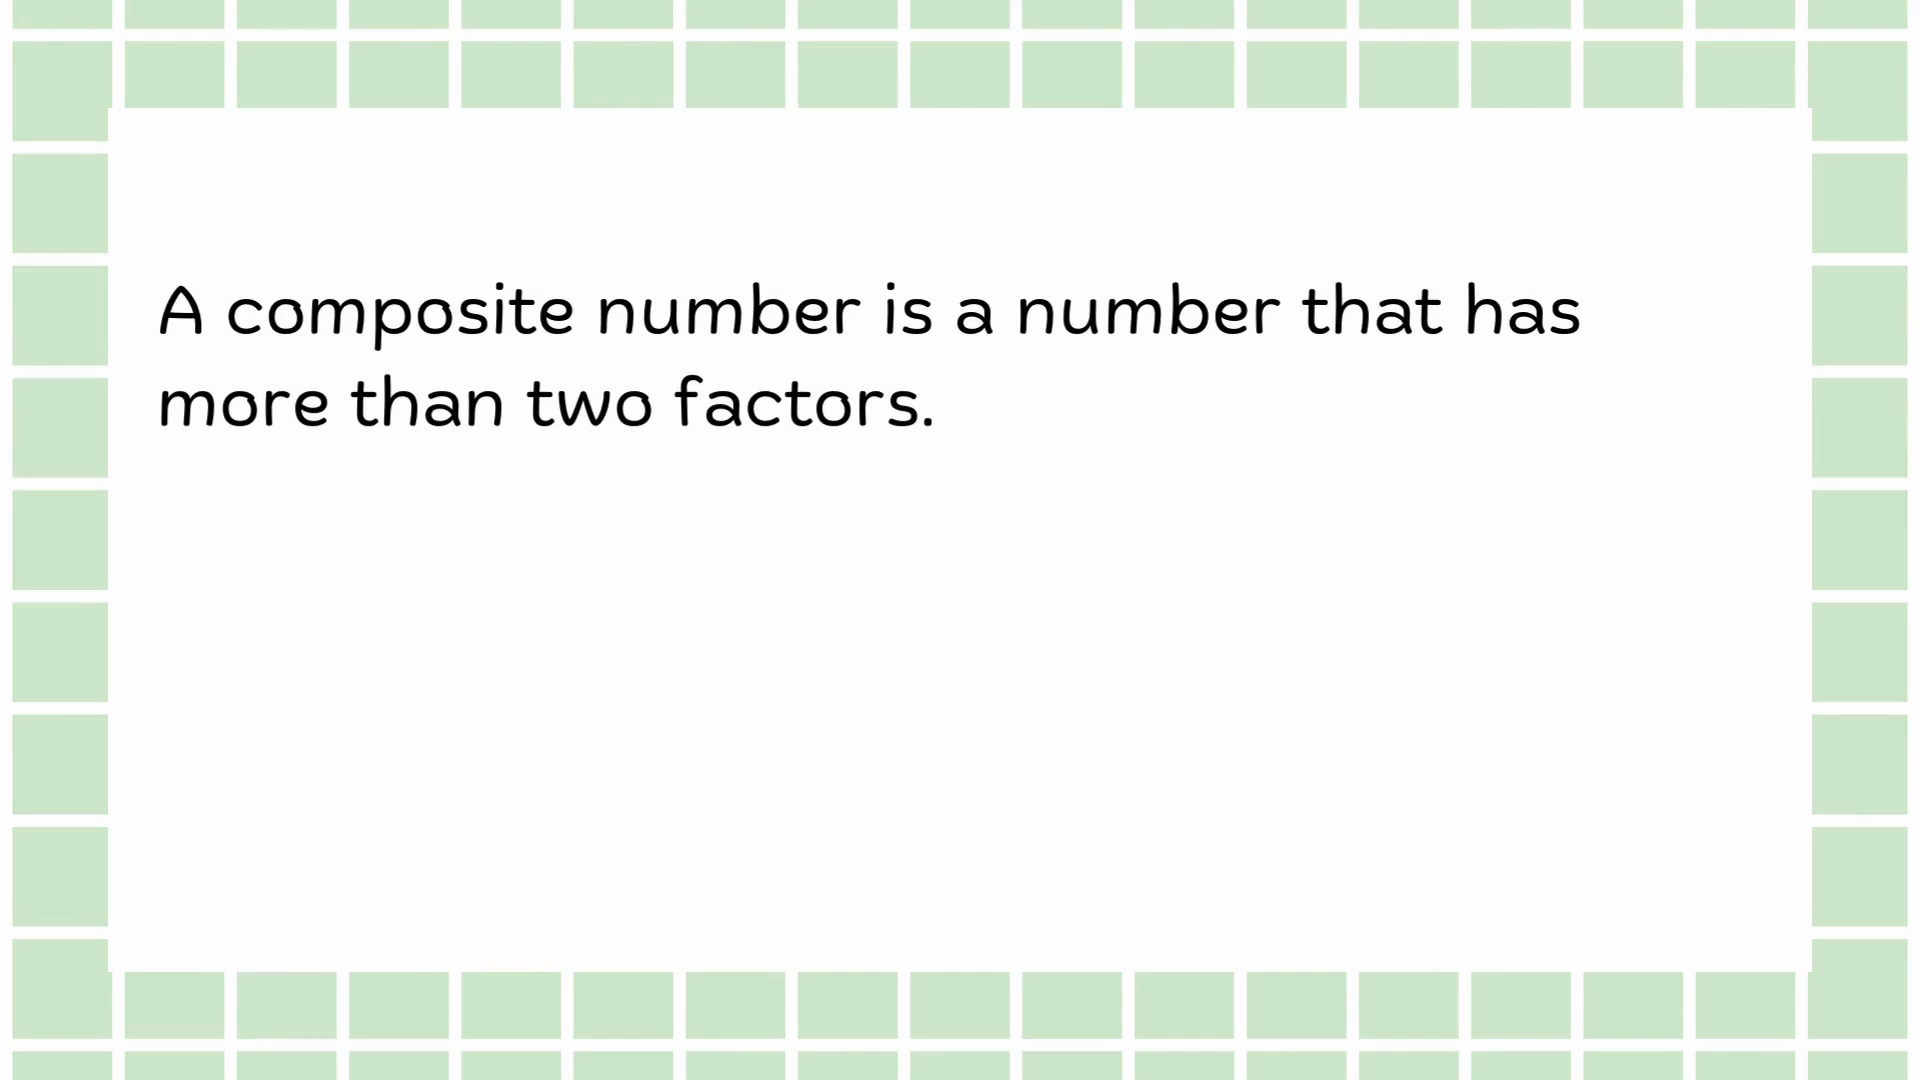 A composite number is a number that has
more than two factors.